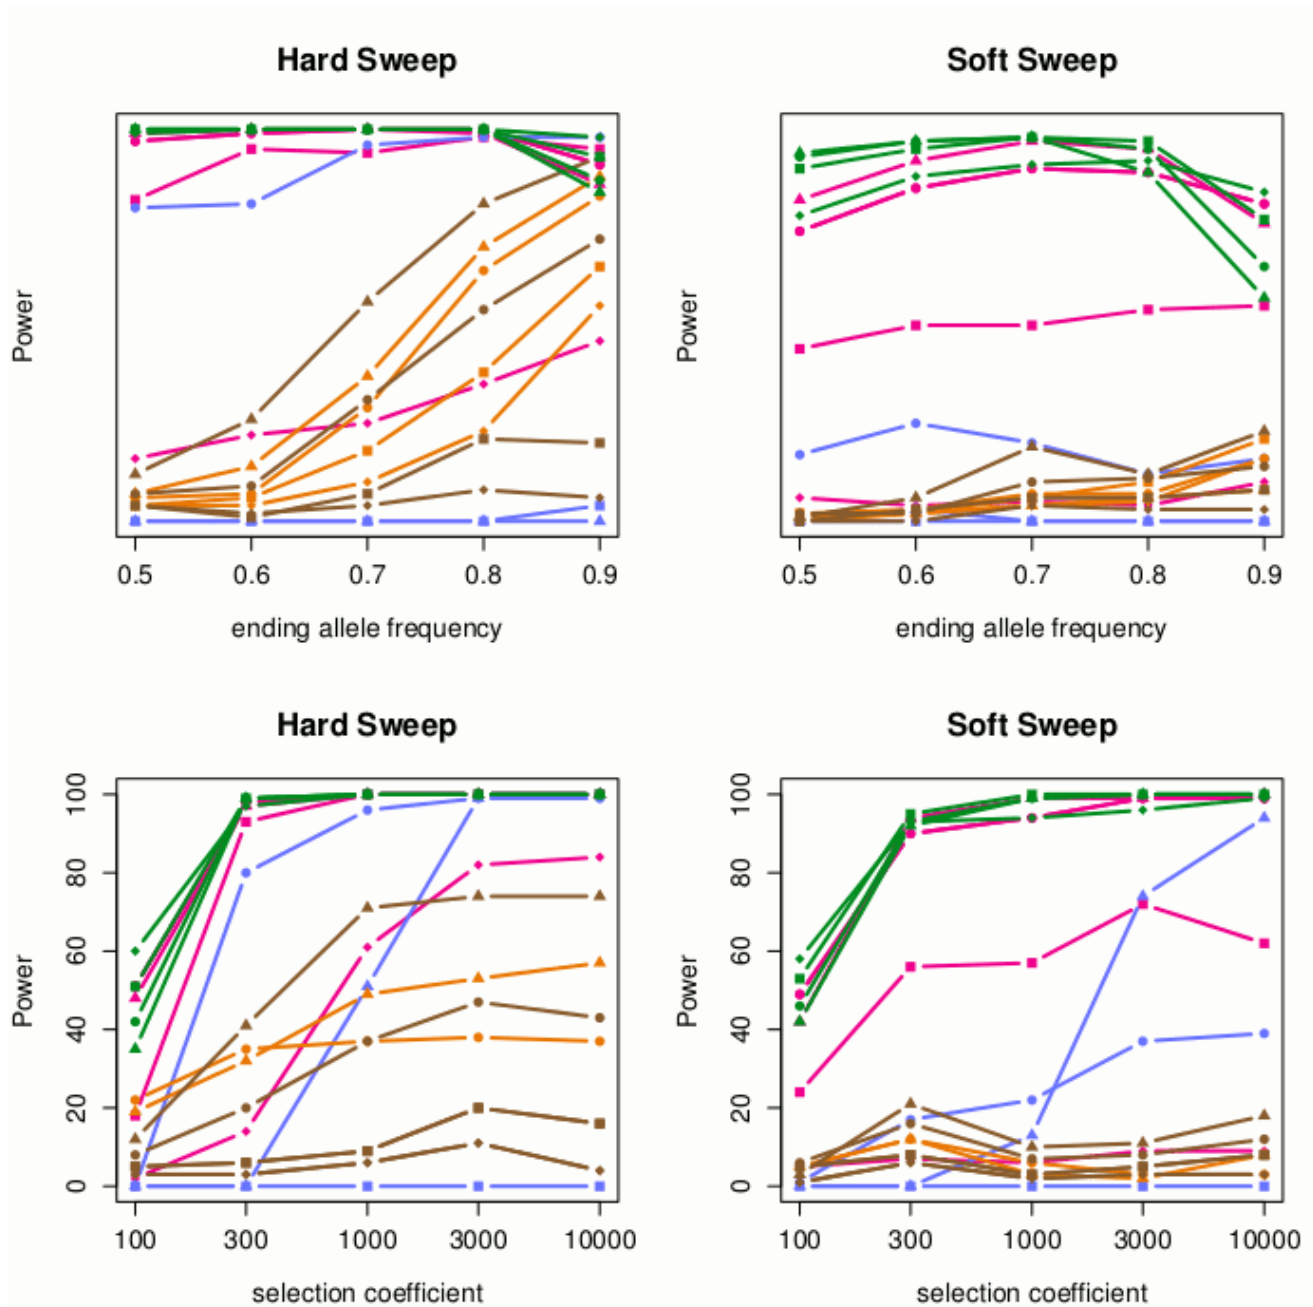 Hard Sweep
Soft Sweep
Power
Power
0.5 0.6 0.7 0.8 0.9
0.5 0.6 0.7 0.8 0.9
ending allele frequency
ending allele frequency
Hard Sweep
Soft Sweep
Power
0 20 40 60 80 100
Power
0 20 40 60 80 100
100 300 1000 3000 10000
100 300 1000 3000 10000
selection coefficient
selection coefficient